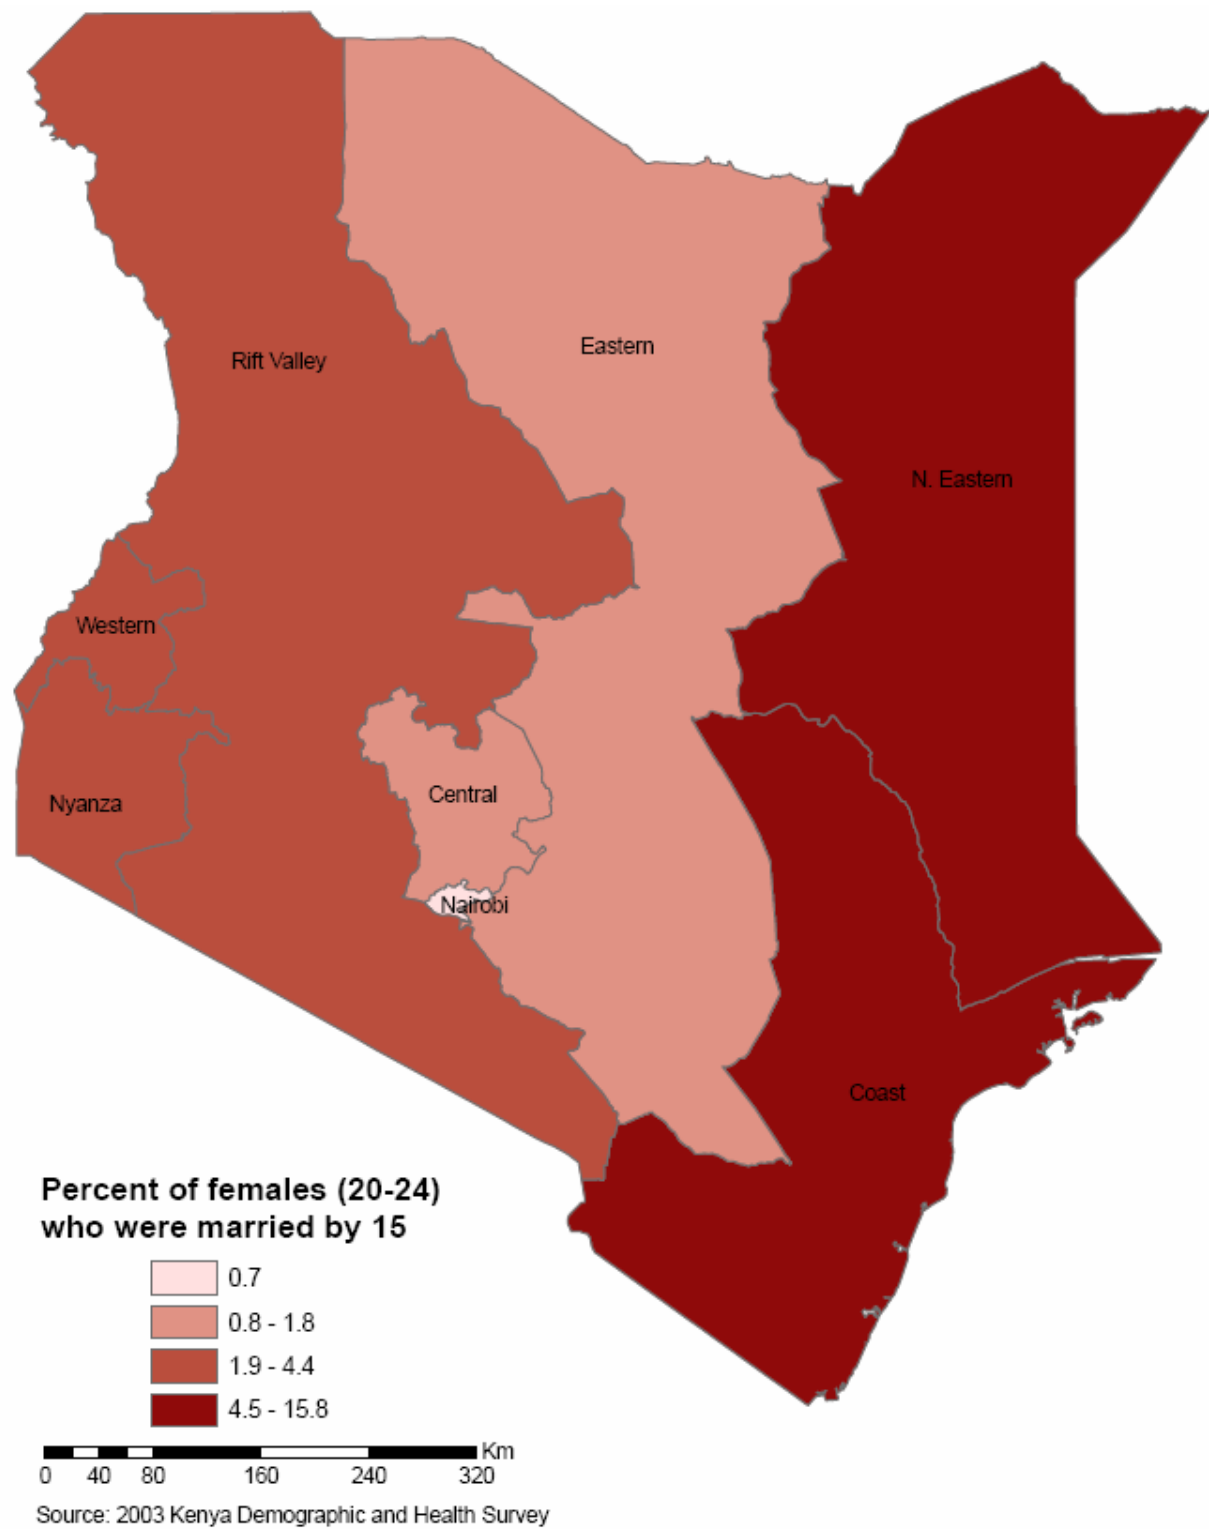 Rift Valley
Eastern
N. Eastern
Western
Nyanza
Central
Nairobi
Coast
Percent of females (20-24)
who were married by 15
0.7
0.8 - 1.8
1.9 - 4.4
4.5 - 15.8
Km
0 40 80 160 240 320
Source: 2003 Kenya Demographic and Health Survey